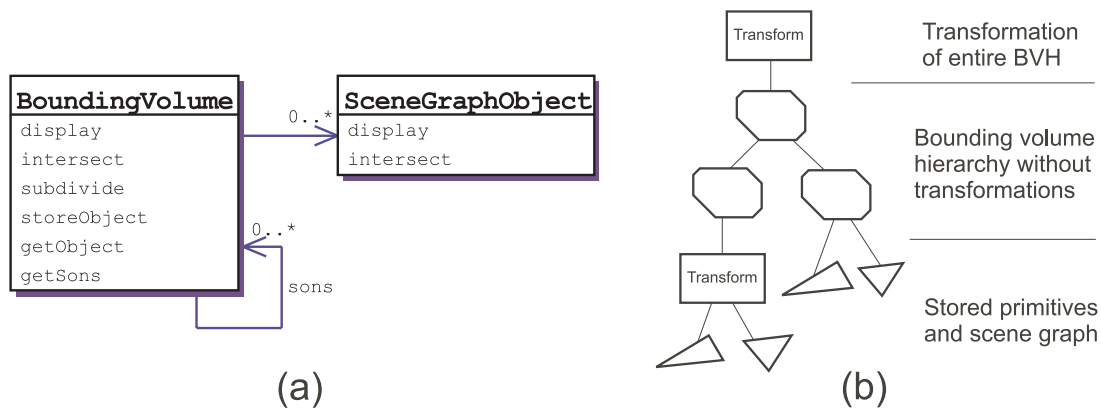 BoundingVolume
display
intersect
subdivide
storeObject
getObject
getSons
0..*
SceneGraphObject
display
intersect
0..*
sons
(a)
Transform
Transform
Transformation
of entire BVH
Bounding volume
hierarchy without
transformations
Stored primitives
and scene graph
(b)